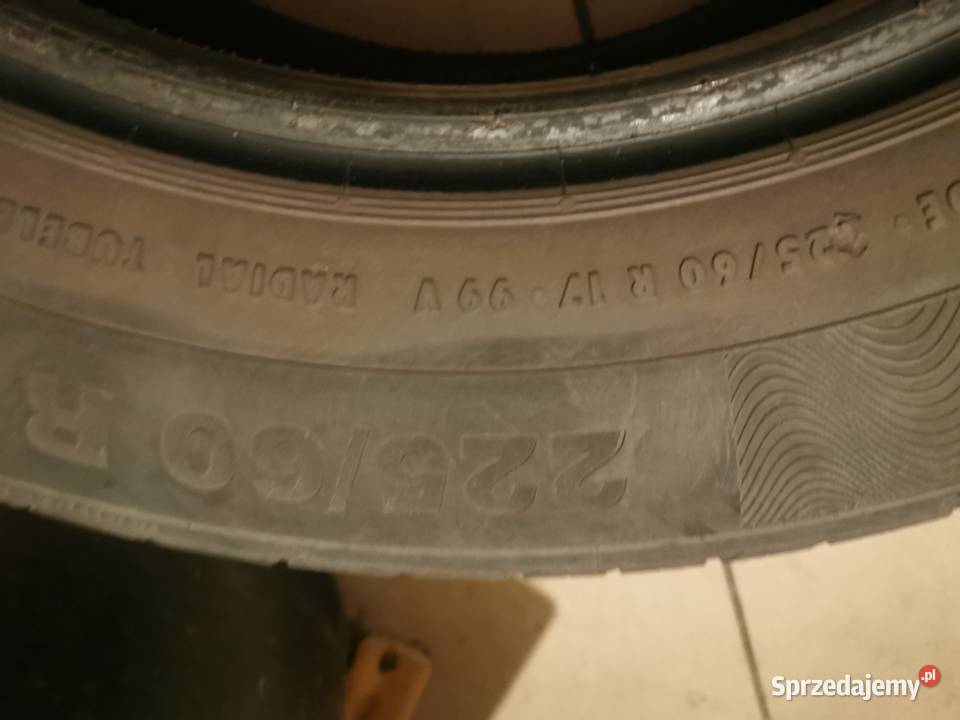 225/60 R 17 · 99 V RADIAL
225/60 R
Sprzedajemy.pl